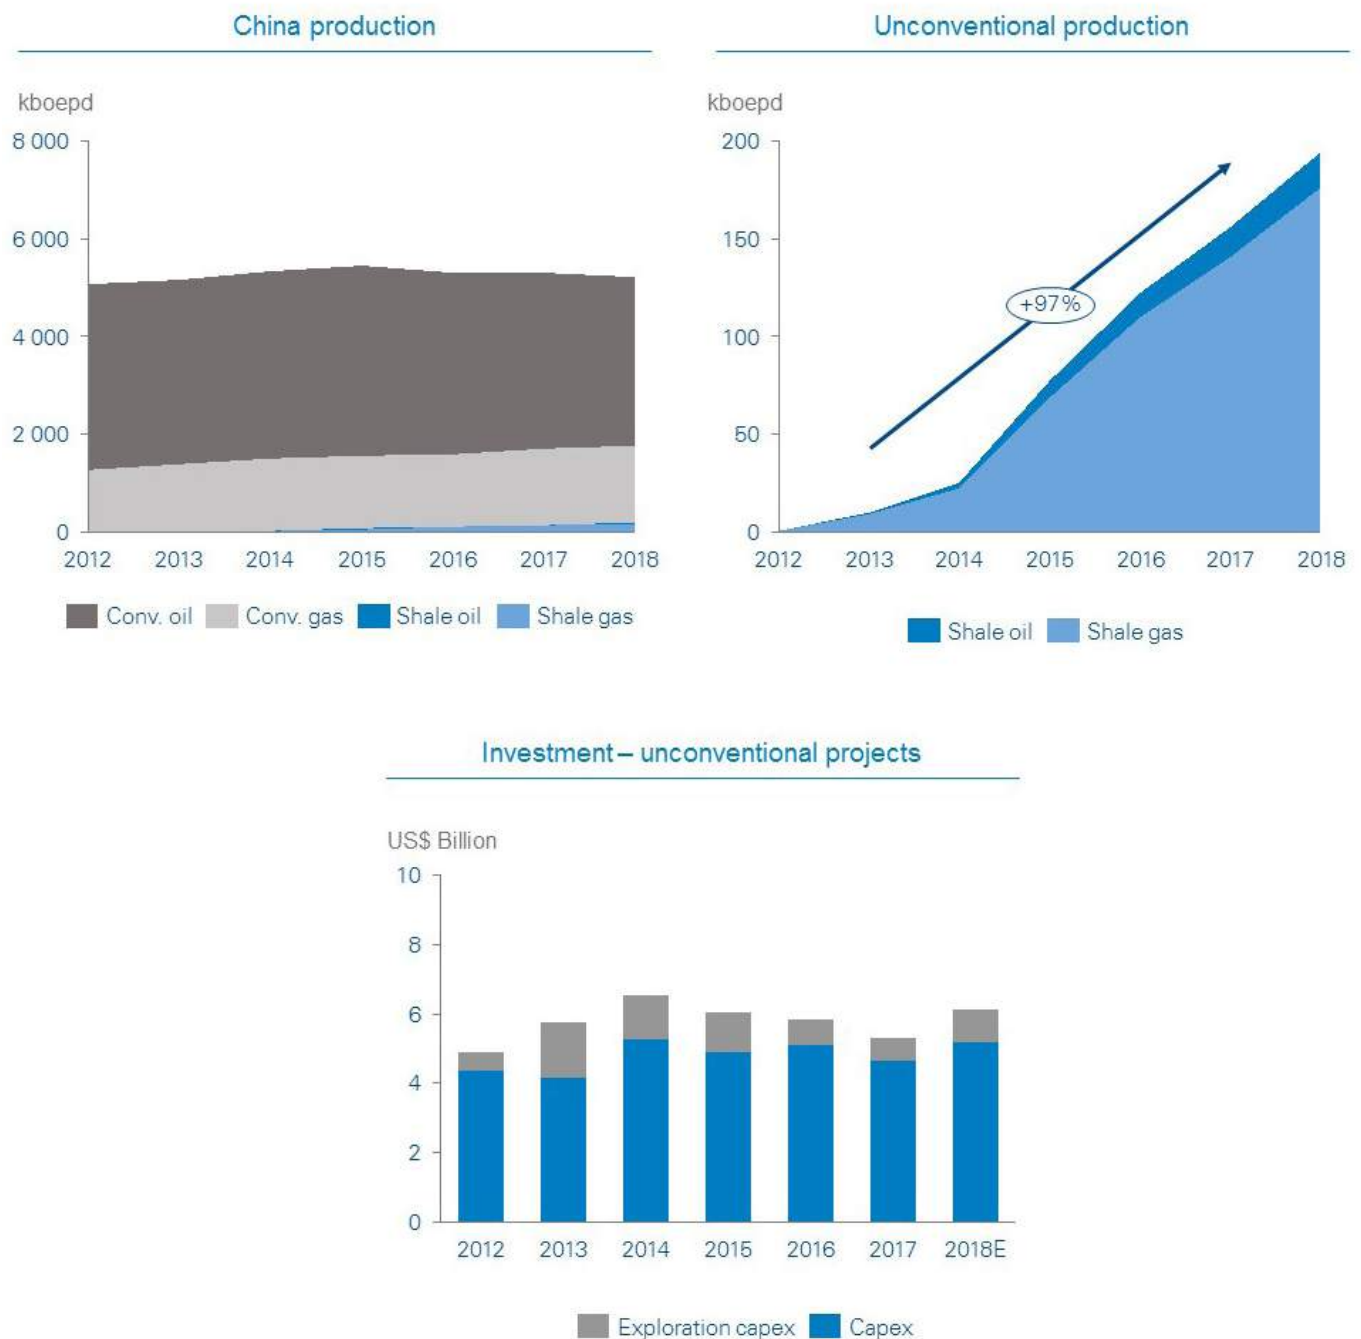 China production
kboepd
8 000
6 000
4 000
2 000
0
2012 2013 2014 2015 2016 2017 2018
Conv. oil Conv. gas Shale oil Shale gas
Unconventional production
kboepd
200
150
100
50
0
+97%
2012 2013 2014 2015 2016 2017 2018
Shale oil Shale gas
Investment – unconventional projects
US$ Billion
10
8
6
4
2
0
2012 2013 2014 2015 2016 2017 2018E
Exploration capex Capex